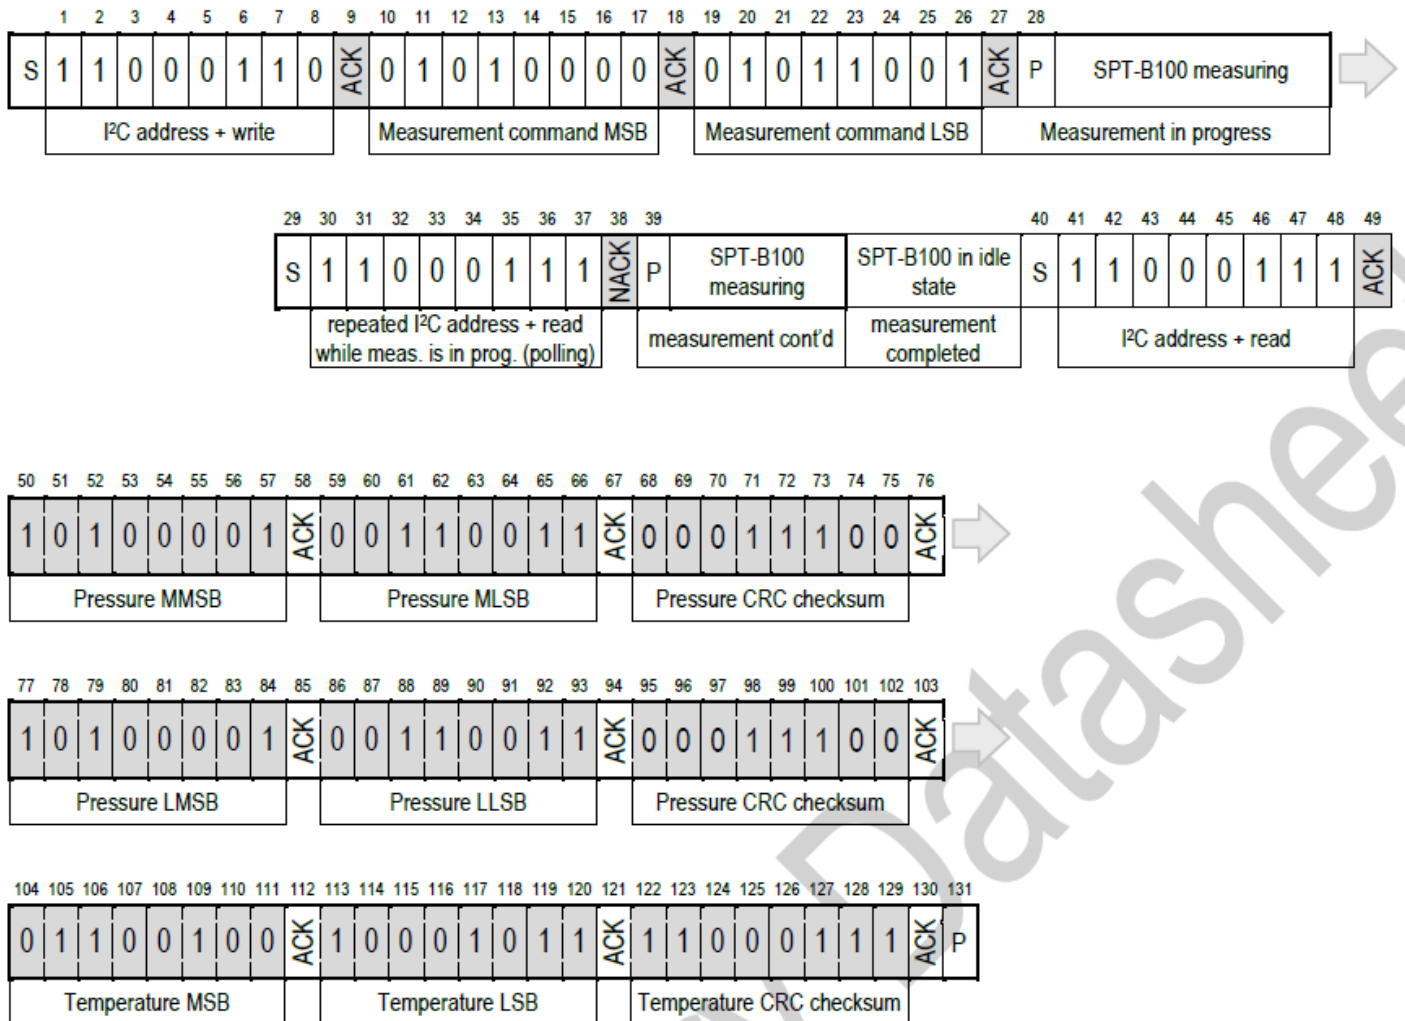 1 2 3 4 5 6 7 8 9 10 11 12 13 14 15 16 17 18 19 20 21 22 23 24 25 26 27 28
S 1 1 0 0 0 1 1 0 ACK 0 1 0 1 0 0 0 0 ACK 0 1 0 1 1 0 0 1 ACK P SPT-B100 measuring
I²C address + write Measurement command MSB Measurement command LSB Measurement in progress
29 30 31 32 33 34 35 36 37 38 39 40 41 42 43 44 45 46 47 48 49
S 1 1 0 0 0 1 1 1 NACK P SPT-B100 measuring SPT-B100 in idle state S 1 1 0 0 0 1 1 1 ACK
repeated I²C address + read
while meas. is in prog. (polling)
measurement cont'd
measurement
completed
I²C address + read
50 51 52 53 54 55 56 57 58 59 60 61 62 63 64 65 66 67 68 69 70 71 72 73 74 75 76
1 0 1 0 0 0 0 1 ACK 0 0 1 1 0 0 1 1 ACK 0 0 0 1 1 1 0 0 ACK
Pressure MMSB Pressure MLSB Pressure CRC checksum
77 78 79 80 81 82 83 84 85 86 87 88 89 90 91 92 93 94 95 96 97 98 99 100 101 102 103
1 0 1 0 0 0 0 1 ACK 0 0 1 1 0 0 1 1 ACK 0 0 0 1 1 1 0 0 ACK
Pressure LMSB Pressure LLSB Pressure CRC checksum
104 105 106 107 108 109 110 111 112 113 114 115 116 117 118 119 120 121 122 123 124 125 126 127 128 129 130 131
0 1 1 0 0 1 0 0 ACK 1 0 0 0 1 0 1 1 ACK 1 1 0 0 0 1 1 1 ACK P
Temperature MSB Temperature LSB Temperature CRC checksum
Datashee